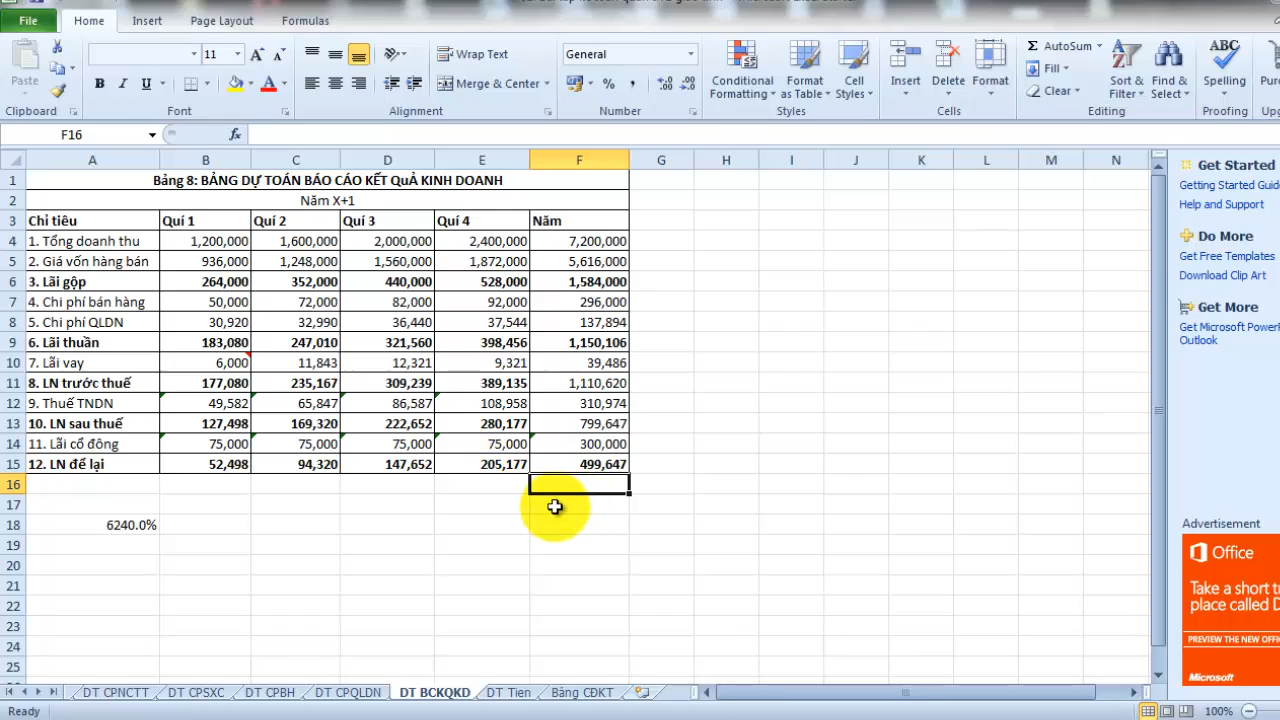 File Home Insert Page Layout Formulas
11 Wrap Text General AutoSum
Paste Merge & Center Conditional Formatting Format as Table Cell Styles Insert Delete Format Fill Clear Sort & Filter Find & Select Spelling
Clipboard Font Alignment Number Styles Cells Editing Proofing
F16 fx
A B C D E F G H I J K L M N
1 Bảng 8: BẢNG DỰ TOÁN BÁO CÁO KẾT QUẢ KINH DOANH
2 Năm X+1
3 Chỉ tiêu Quí 1 Quí 2 Quí 3 Quí 4 Năm
4 1. Tổng doanh thu 1,200,000 1,600,000 2,000,000 2,400,000 7,200,000
5 2. Giá vốn hàng bán 936,000 1,248,000 1,560,000 1,872,000 5,616,000
6 3. Lãi gộp 264,000 352,000 440,000 528,000 1,584,000
7 4. Chi phí bán hàng 50,000 72,000 82,000 92,000 296,000
8 5. Chi phí QLDN 30,920 32,990 36,440 37,544 137,894
9 6. Lãi thuần 183,080 247,010 321,560 398,456 1,150,106
10 7. Lãi vay 6,000 11,843 12,321 9,321 39,486
11 8. LN trước thuế 177,080 235,167 309,239 389,135 1,110,620
12 9. Thuế TNDN 49,582 65,847 86,587 108,958 310,974
13 10. LN sau thuế 127,498 169,320 222,652 280,177 799,647
14 11. Lãi cổ đông 75,000 75,000 75,000 75,000 300,000
15 12. LN để lại 52,498 94,320 147,652 205,177 499,647
16
17
18 6240.0%
19
20
21
22
23
24
25
Get Started
Getting Started Guide
Help and Support
Do More
Get Free Templates
Download Clip Art
Get More
Get Microsoft Power
Outlook
Advertisement
Office
Take a short
place called
PREVIEW THE NEW
Microsoft
DT CPNCTT DT CPSXC DT CPBH DT CPQLDN DT BCKQKD DT Tien Bảng CĐKT
Ready 100%